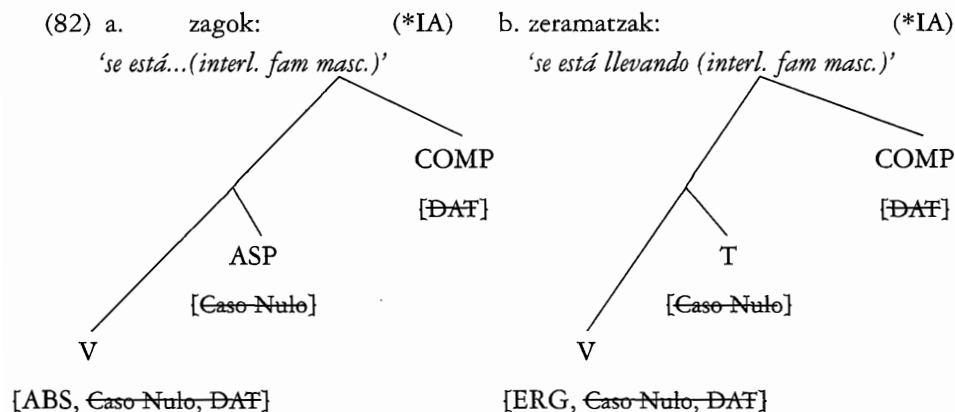 (82) a. zagok: (*IA) b. zeramatzak: (*IA)
‘se está...(interl. fam masc.)’ ‘se está llevando (interl. fam masc.)’
COMP COMP
[DAT] [DAT]
ASP T
[Caso Nulo] [Caso Nulo]
V V
[ABS, Caso Nulo, DAT] [ERG, Caso Nulo, DAT]